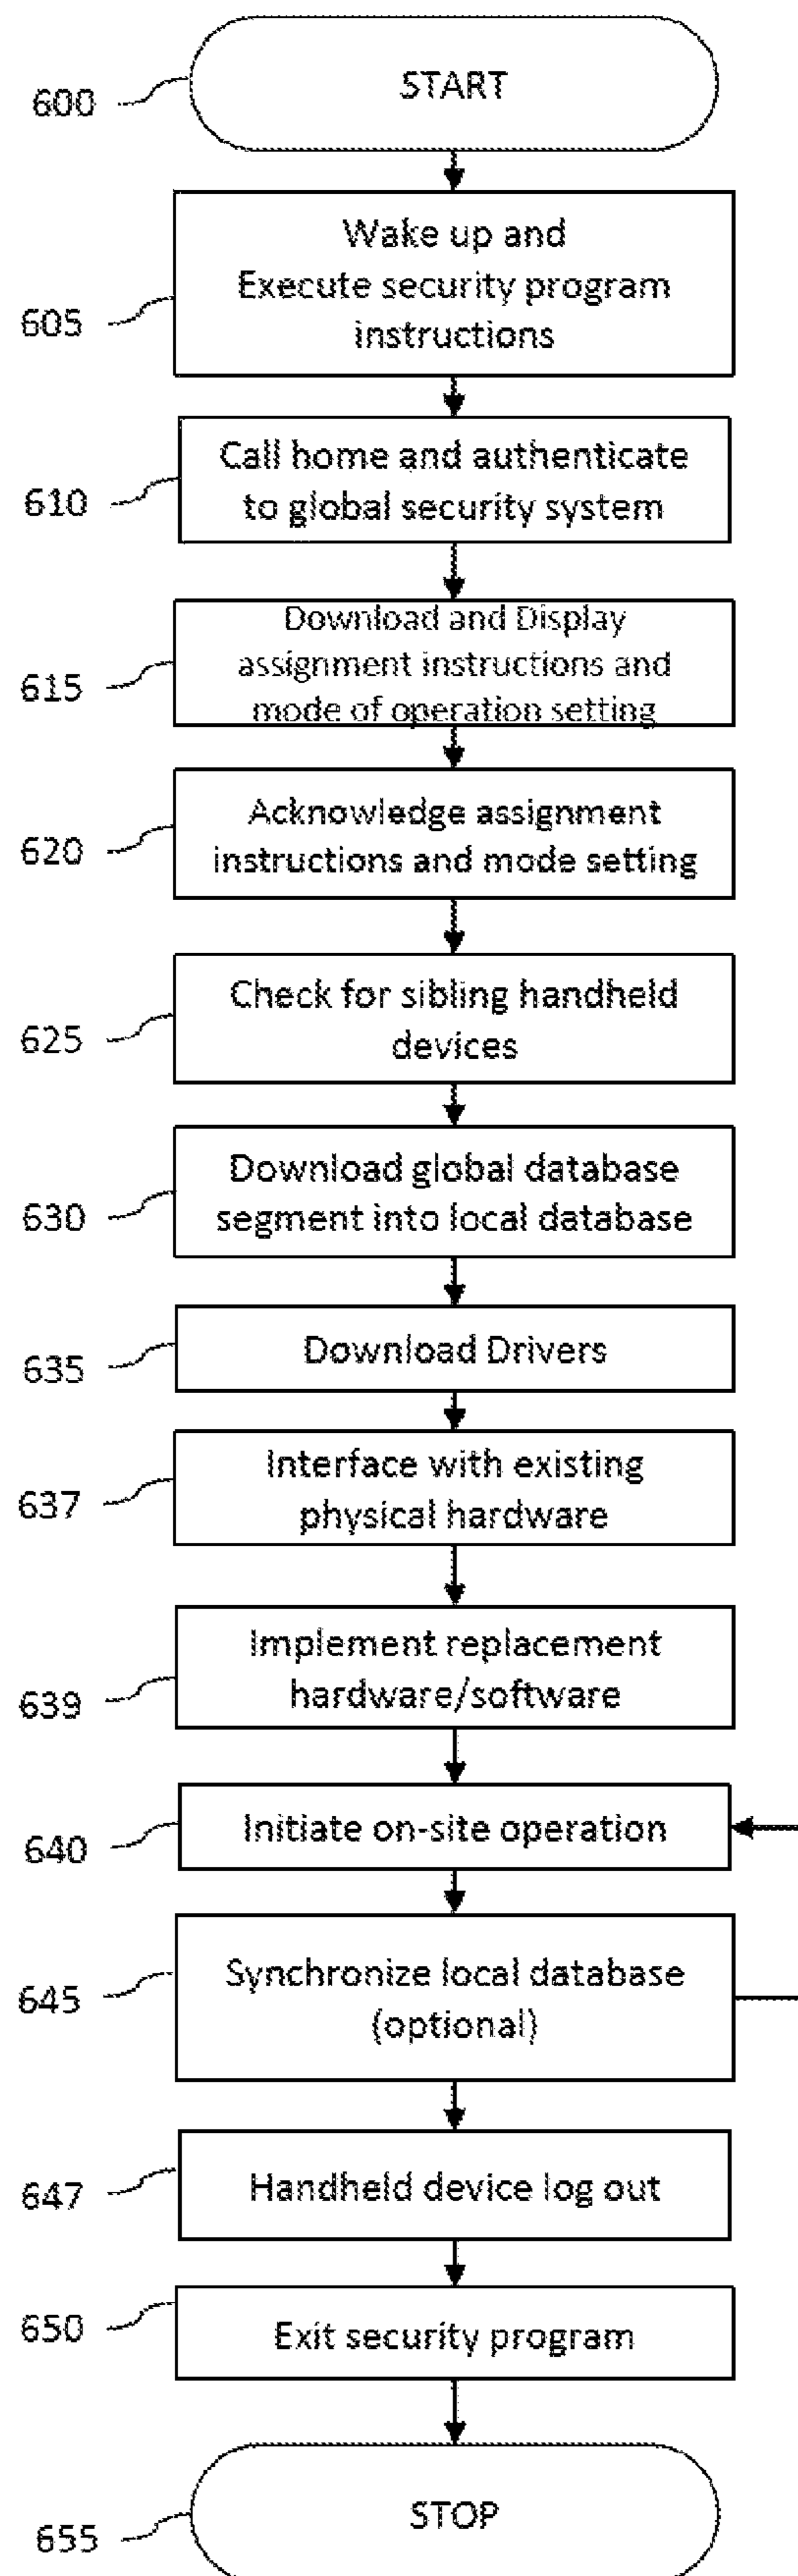 START
600
Wake up and
Execute security program
instructions
605
Call home and authenticate
to global security system
610
Download and Display
assignment instructions and
mode of operation setting
615
Acknowledge assignment
instructions and mode setting
620
Check for sibling handheld
devices
625
Download global database
segment into local database
630
Download Drivers
635
Interface with existing
physical hardware
637
Implement replacement
hardware/software
639
Initiate on-site operation
640
Synchronize local database
(optional)
645
Handheld device log out
647
Exit security program
650
STOP
655